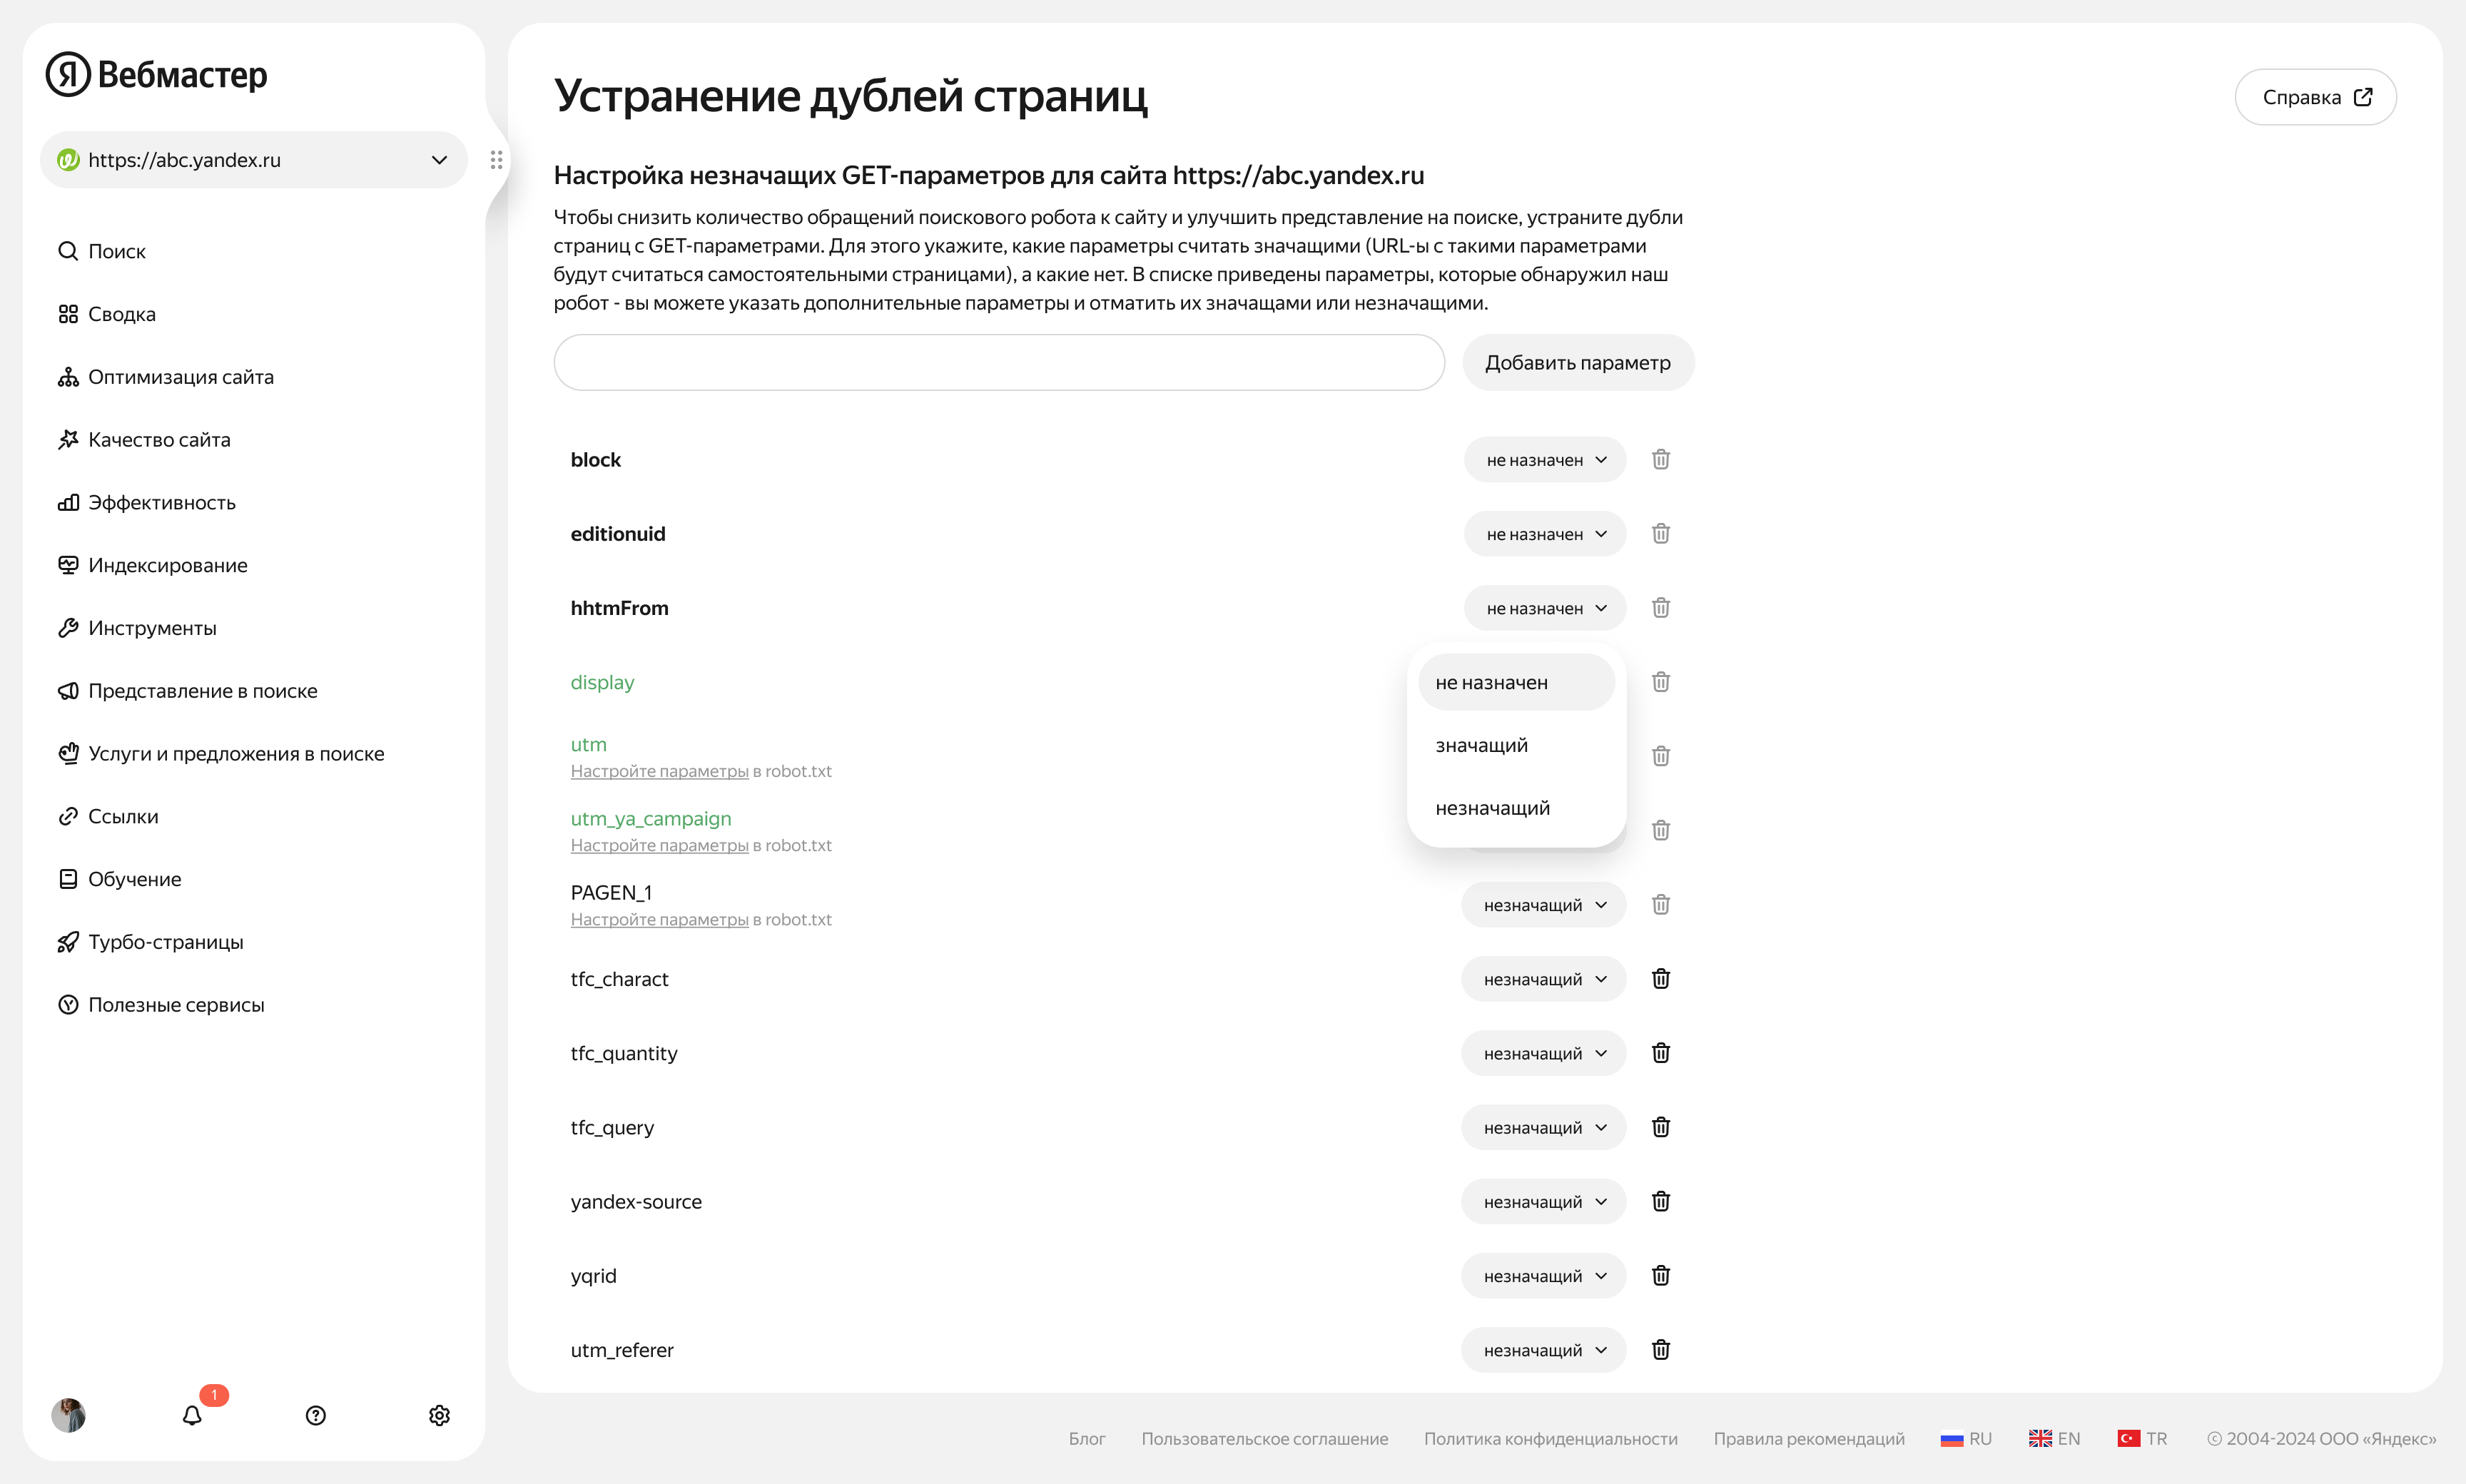 Я Вебмастер
https://abc.yandex.ru
Поиск
Сводка
Оптимизация сайта
Качество сайта
Эффективность
Индексирование
Инструменты
Представление в поиске
Услуги и предложения в поиске
Ссылки
Обучение
Турбо-страницы
Полезные сервисы
1
Устранение дублей страниц
Справка
Настройка незначащих GET-параметров для сайта https://abc.yandex.ru
Чтобы снизить количество обращений поискового робота к сайту и улучшить представление на поиске, устраните дубли
страниц с GET-параметрами. Для этого укажите, какие параметры считать значащими (URL-ы с такими параметрами
будут считаться самостоятельными страницами), а какие нет. В списке приведены параметры, которые обнаружил наш
робот - вы можете указать дополнительные параметры и отматить их значащами или незначащими.
Добавить параметр
block
не назначен
editionuid
не назначен
hhtmFrom
не назначен
display
не назначен
utm
значащий
Настройте параметры в robot.txt
незначащий
utm_ya_campaign
Настройте параметры в robot.txt
PAGEN_1
незначащий
Настройте параметры в robot.txt
tfc_charact
незначащий
tfc_quantity
незначащий
tfc_query
незначащий
yandex-source
незначащий
yqrid
незначащий
utm_referer
незначащий
Блог
Пользовательское соглашение
Политика конфиденциальности
Правила рекомендаций
RU
EN
TR
© 2004-2024 ООО «Яндекс»